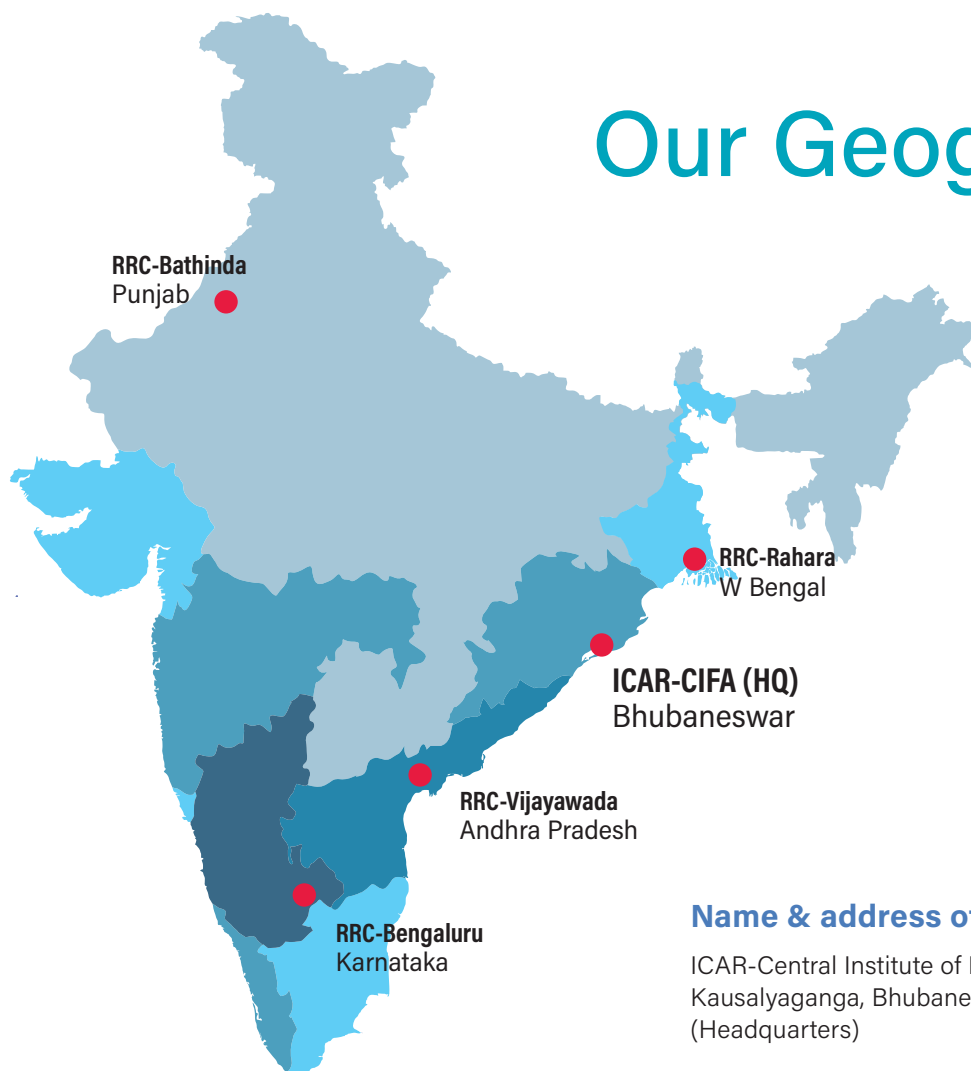 Our Geog
RRC-Bathinda
Punjab
RRC-Rahara
W Bengal
ICAR-CIFA (HQ)
Bhubaneswar
RRC-Vijayawada
Andhra Pradesh
RRC-Bengaluru
Karnataka
Name & address of
ICAR-Central Institute of
Kausalyaganga, Bhubane
(Headquarters)